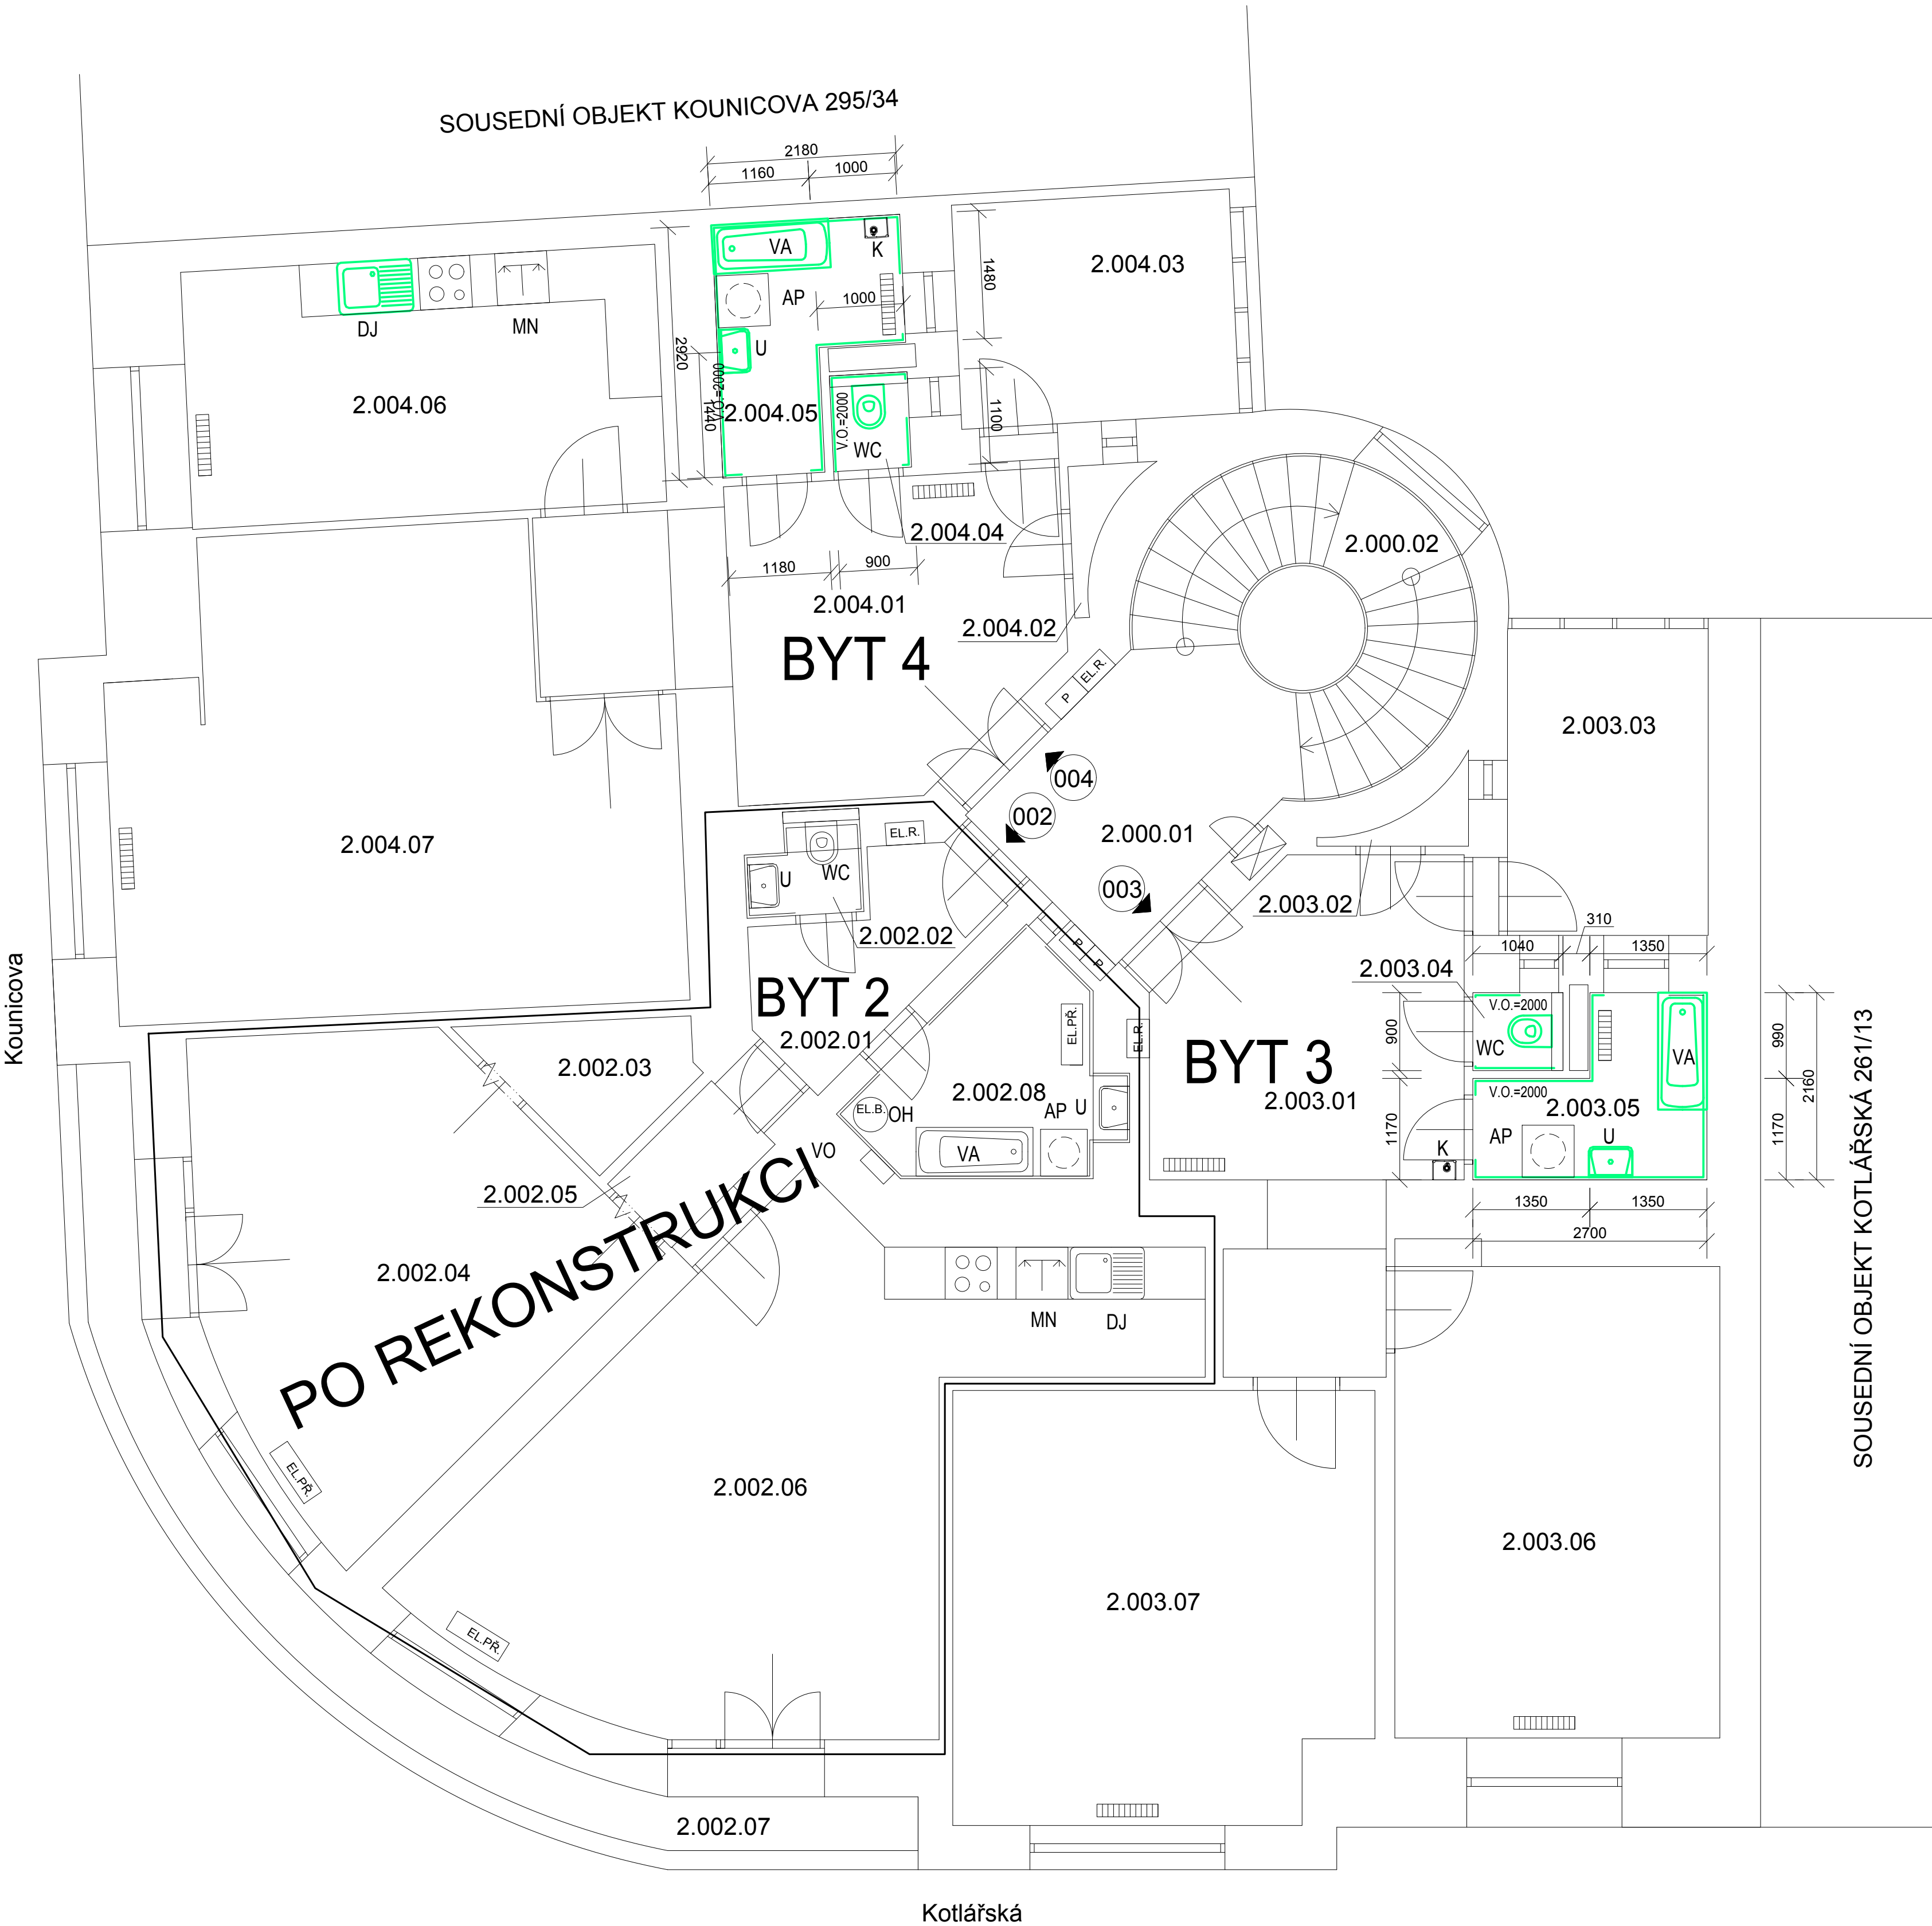 SOUSEDNÍ OBJEKT KOUNICOVA 295/34
2180
1160
1000
VA
K
2.004.03
1480
AP
1000
DJ
MN
U
2920
V.O.=2000
1440
2.004.05
V.O.=2000
WC
1100
2.004.06
2.004.04
2.000.02
1180
900
2.004.01
2.004.02
BYT 4
P
EL.R.
2.003.03
004
002
2.000.01
003
2.004.07
EL.R.
U
WC
2.002.02
2.003.02
310
1040
1350
P
P
2.003.04
Kounicova
BYT 2
2.002.01
EL.PŘ.
EL.R.
BYT 3
2.003.01
900
V.O.=2000
WC
VA
990
2160
1170
V.O.=2000
2.003.05
1170
AP
U
K
1350
1350
2700
SOUSEDNÍ OBJEKT KOTLÁŘSKÁ 261/13
2.002.03
2.002.08
EL.B.
OH
AP
U
VO
VA
2.002.05
PO REKONSTRUKCI
2.002.04
MN
DJ
EL.PŘ.
2.002.06
2.003.06
2.003.07
EL.PŘ.
2.002.07
Kotlářská